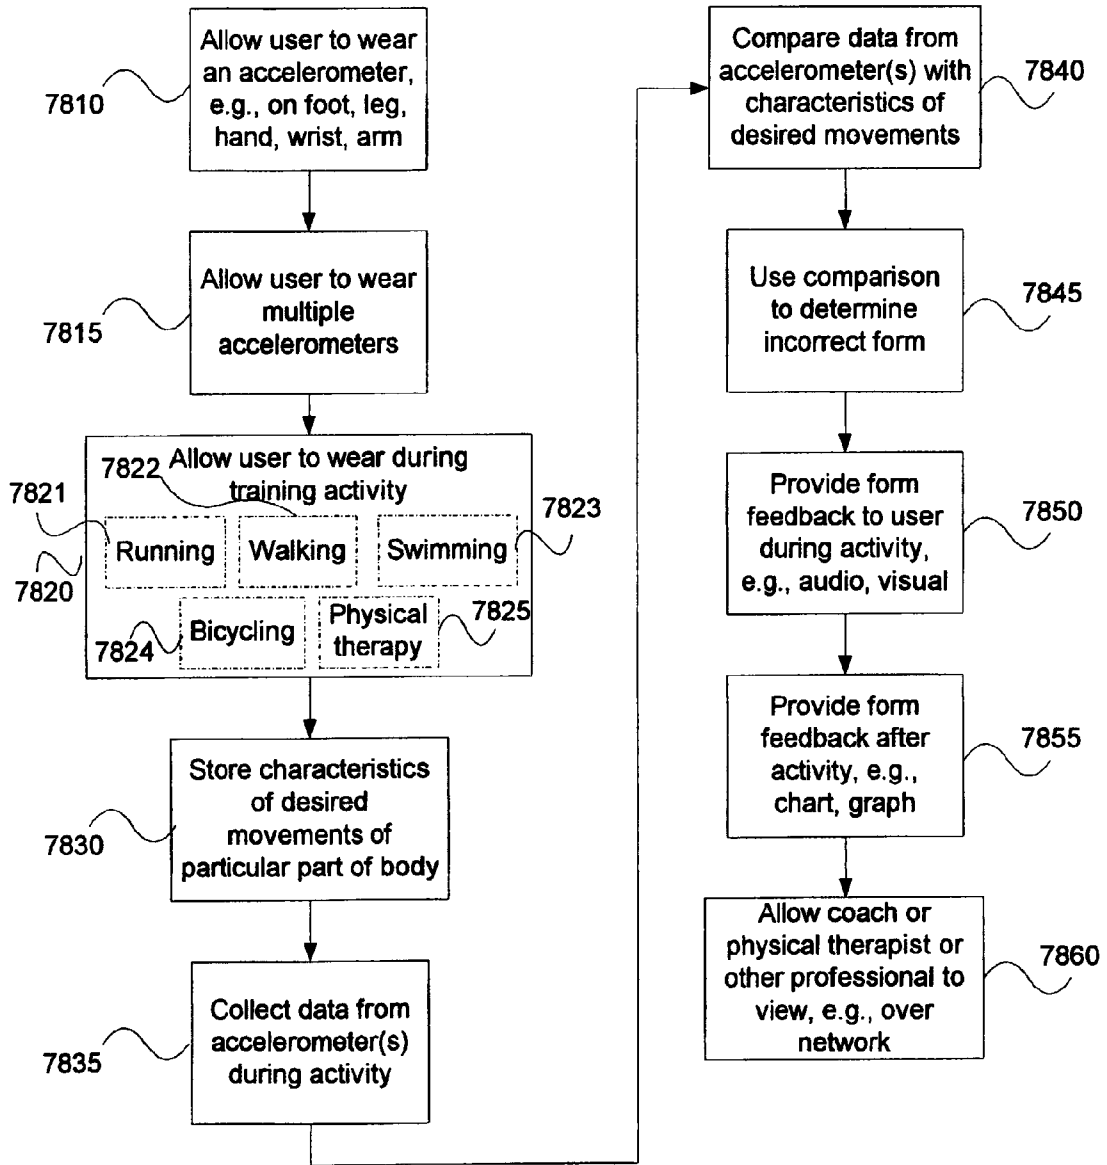 Allow user to wear
an accelerometer,
e.g., on foot, leg,
hand, wrist, arm
7810
Allow user to wear
multiple
accelerometers
7815
Allow user to wear during
training activity
7822
7821
7823
Running
Walking
Swimming
7820
Bicycling
Physical
therapy
7825
7824
Store characteristics
of desired
movements of
particular part of body
7830
Collect data from
accelerometer(s)
during activity
7835
Compare data from
accelerometer(s) with
characteristics of
desired movements
7840
Use comparison
to determine
incorrect form
7845
Provide form
feedback to user
during activity,
e.g., audio, visual
7850
Provide form
feedback after
activity, e.g.,
chart, graph
7855
Allow coach or
physical therapist or
other professional to
view, e.g., over
network
7860